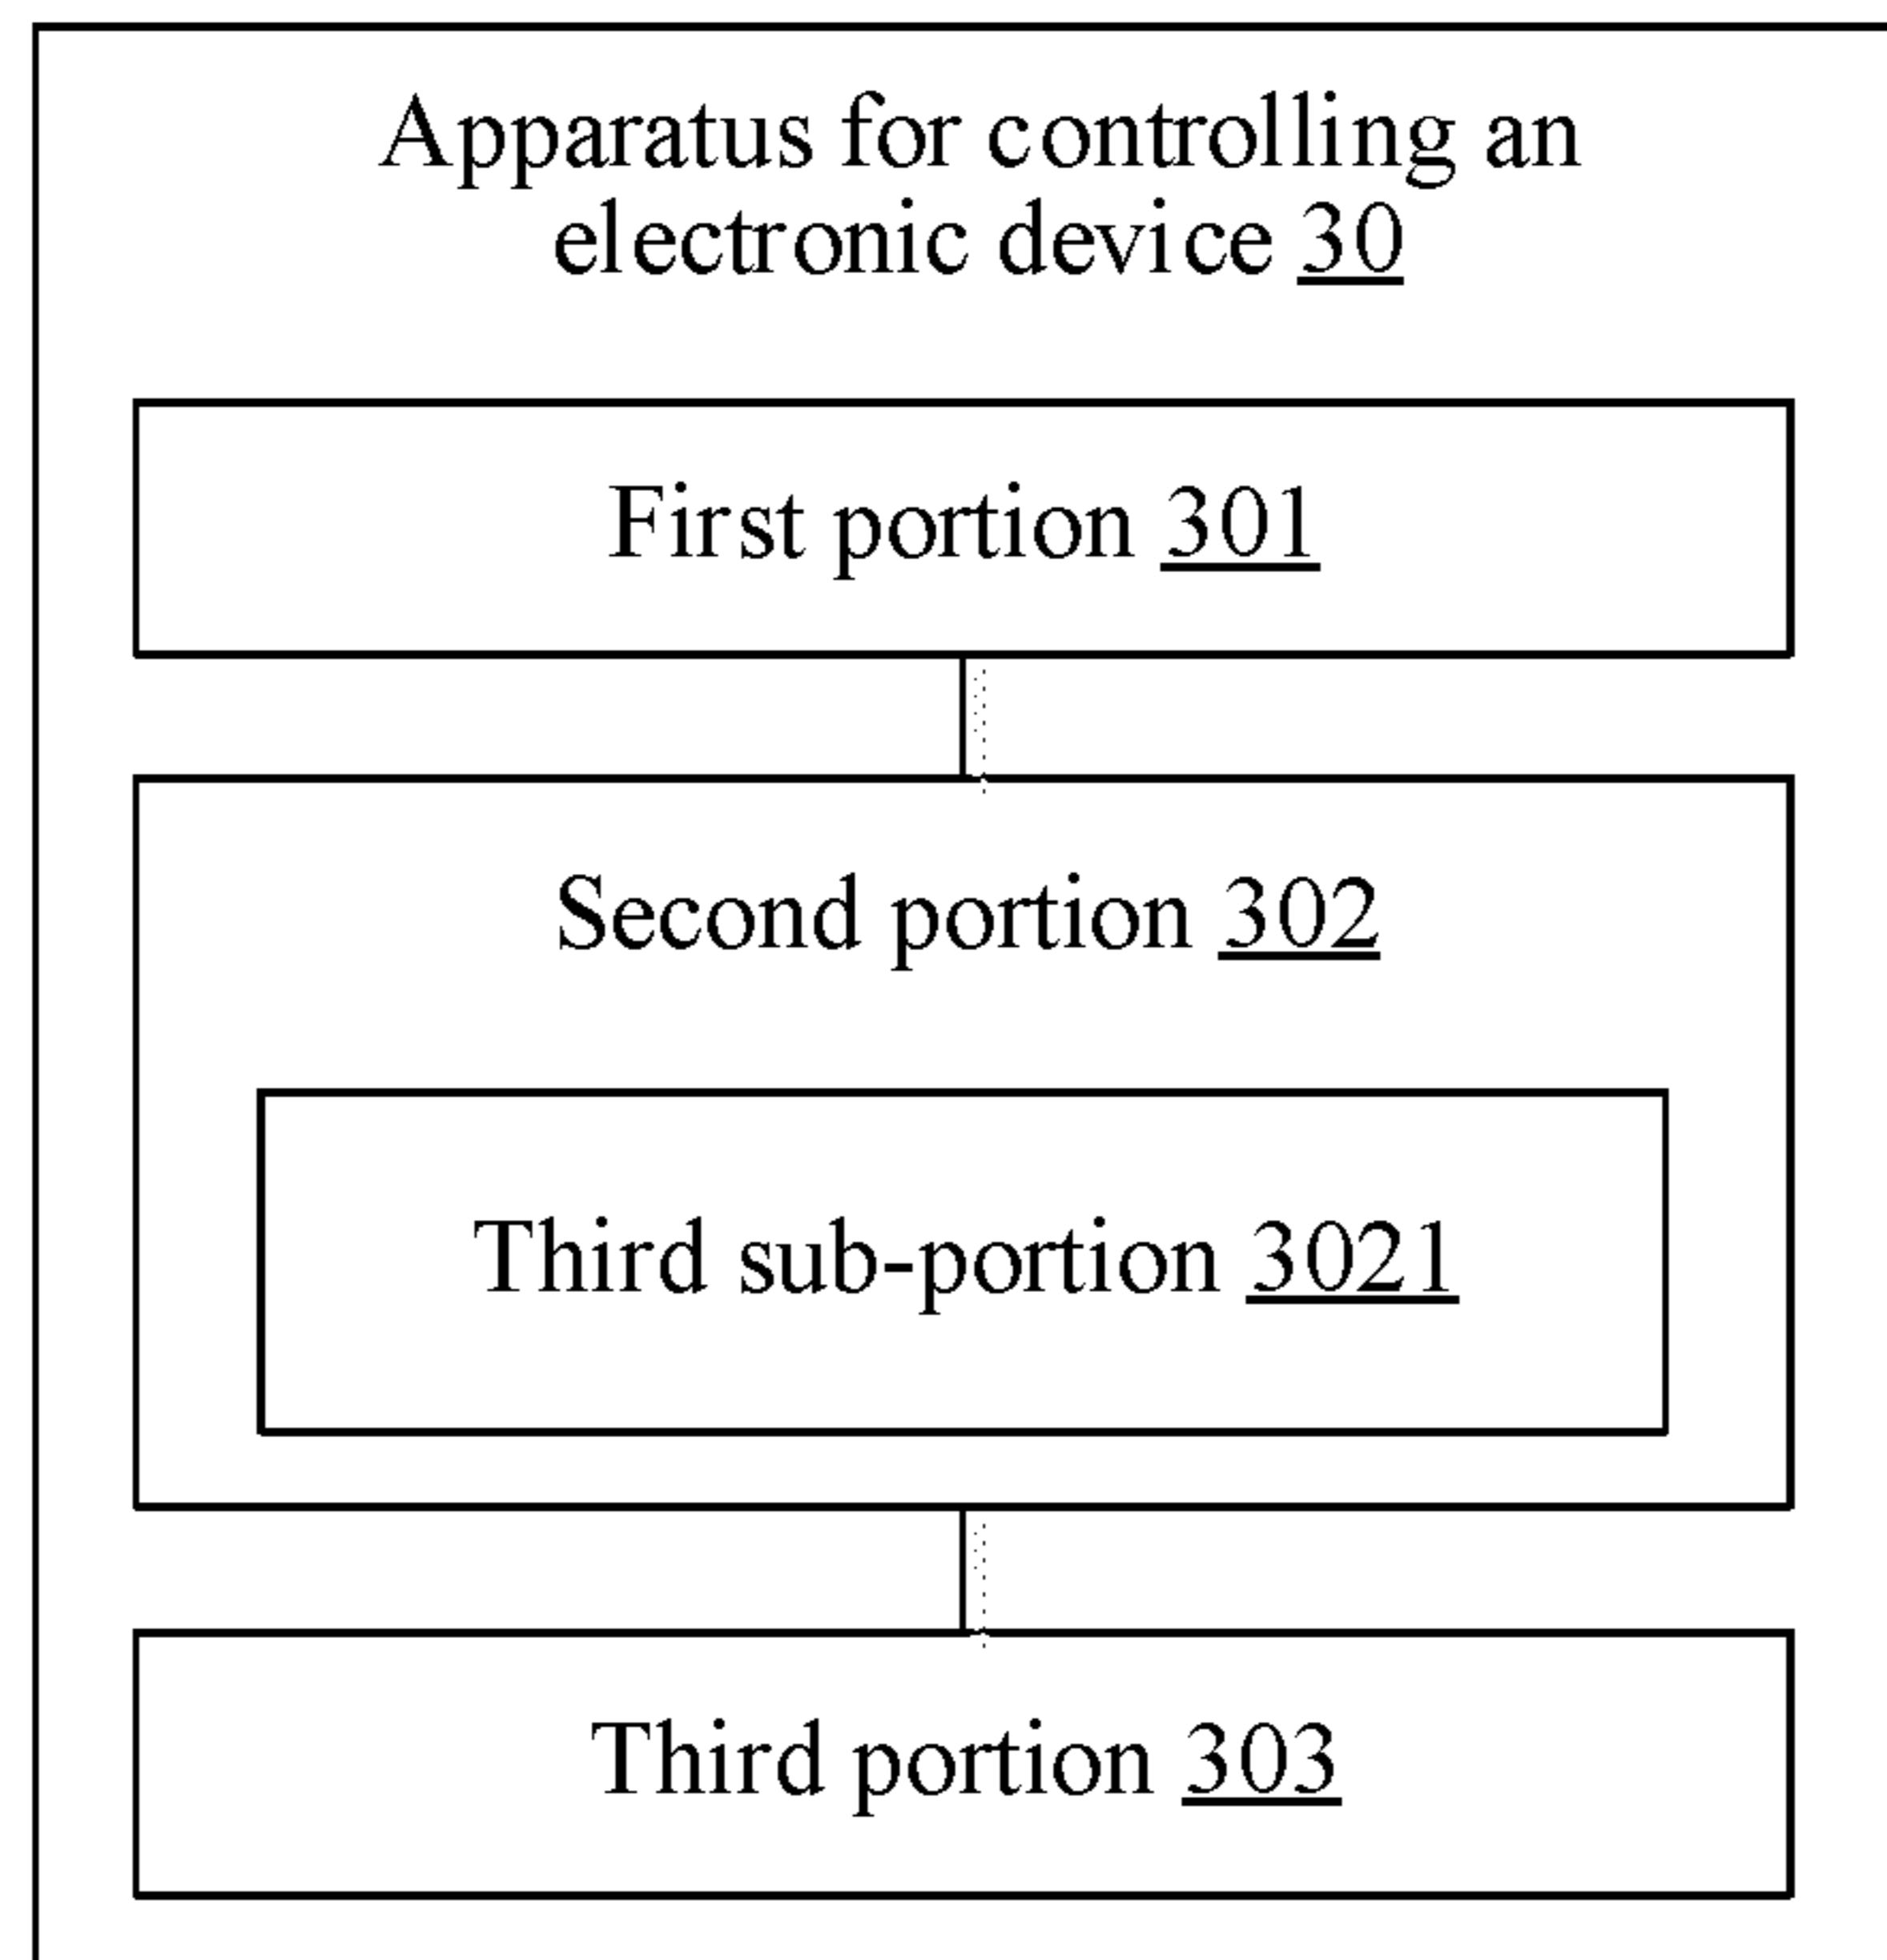 Apparatus for controlling an
electronic device 30
First portion 301
Second portion 302
Third sub-portion 3021
Third portion 303